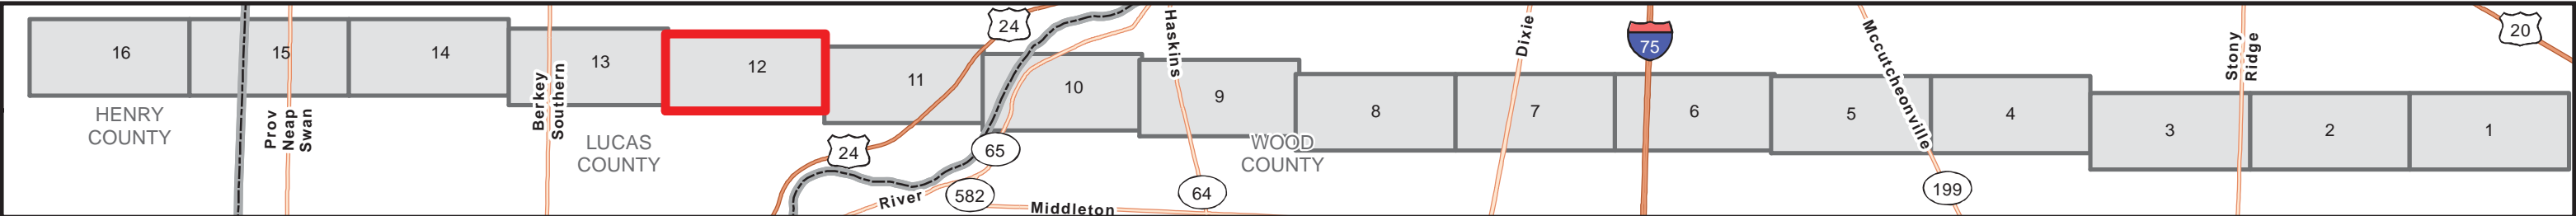 16
15
14
13
12
11
10
9
8
7
6
5
4
3
2
1
HENRY
COUNTY
Prov
Neap
Swan
Berkey
Southern
LUCAS
COUNTY
24
24
65
582
River
Middleton
Haskins
64
WOOD
COUNTY
Dixie
75
Mccutcheonville
199
Stony
Ridge
20